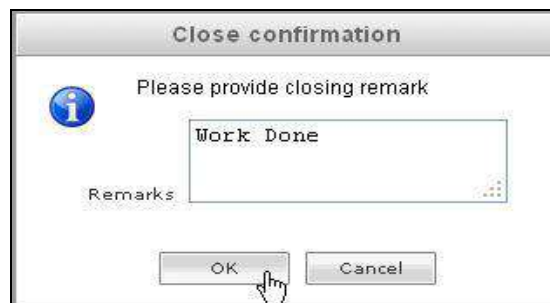 Close confirmation
Please provide closing remark
Work Done
Remarks
OK Cancel